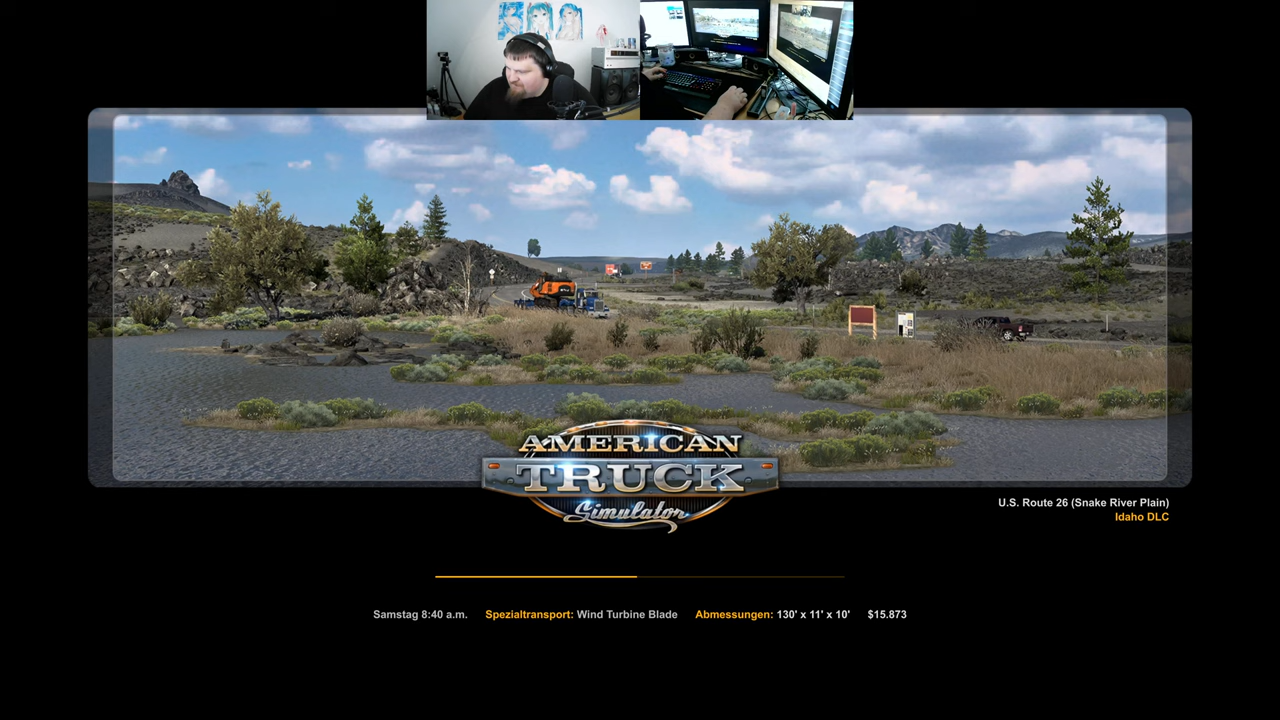 AMERICAN
TRUCK
Simulator
U.S. Route 26 (Snake River Plain)
Idaho DLC
Samstag 8:40 a.m. Spezialtransport: Wind Turbine Blade Abmessungen: 130' x 11' x 10' $15.873